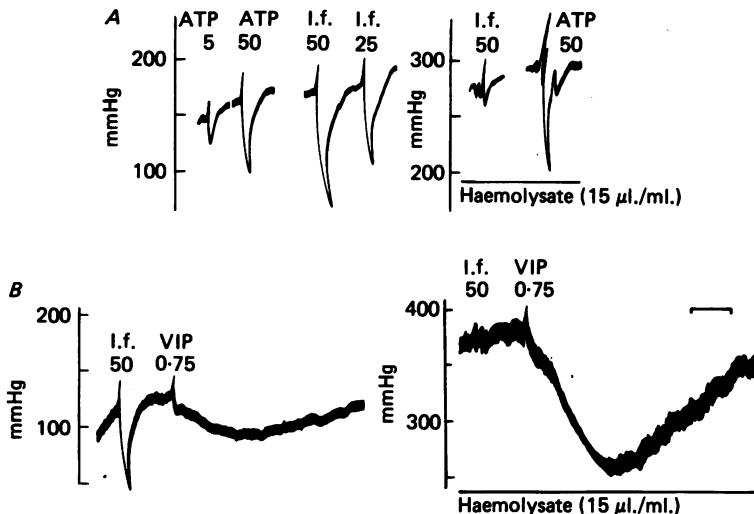 A
ATP ATP I.f. I.f.
5 50 50 25
200
100
mmHg
I.f. ATP
50 50
300
200
mmHg
Haemolysate (15 µl./ml.)
B
200
100
mmHg
I.f. VIP
50 0·75
I.f. VIP
50 0·75
400
300
mmHg
Haemolysate (15 µl./ml.)